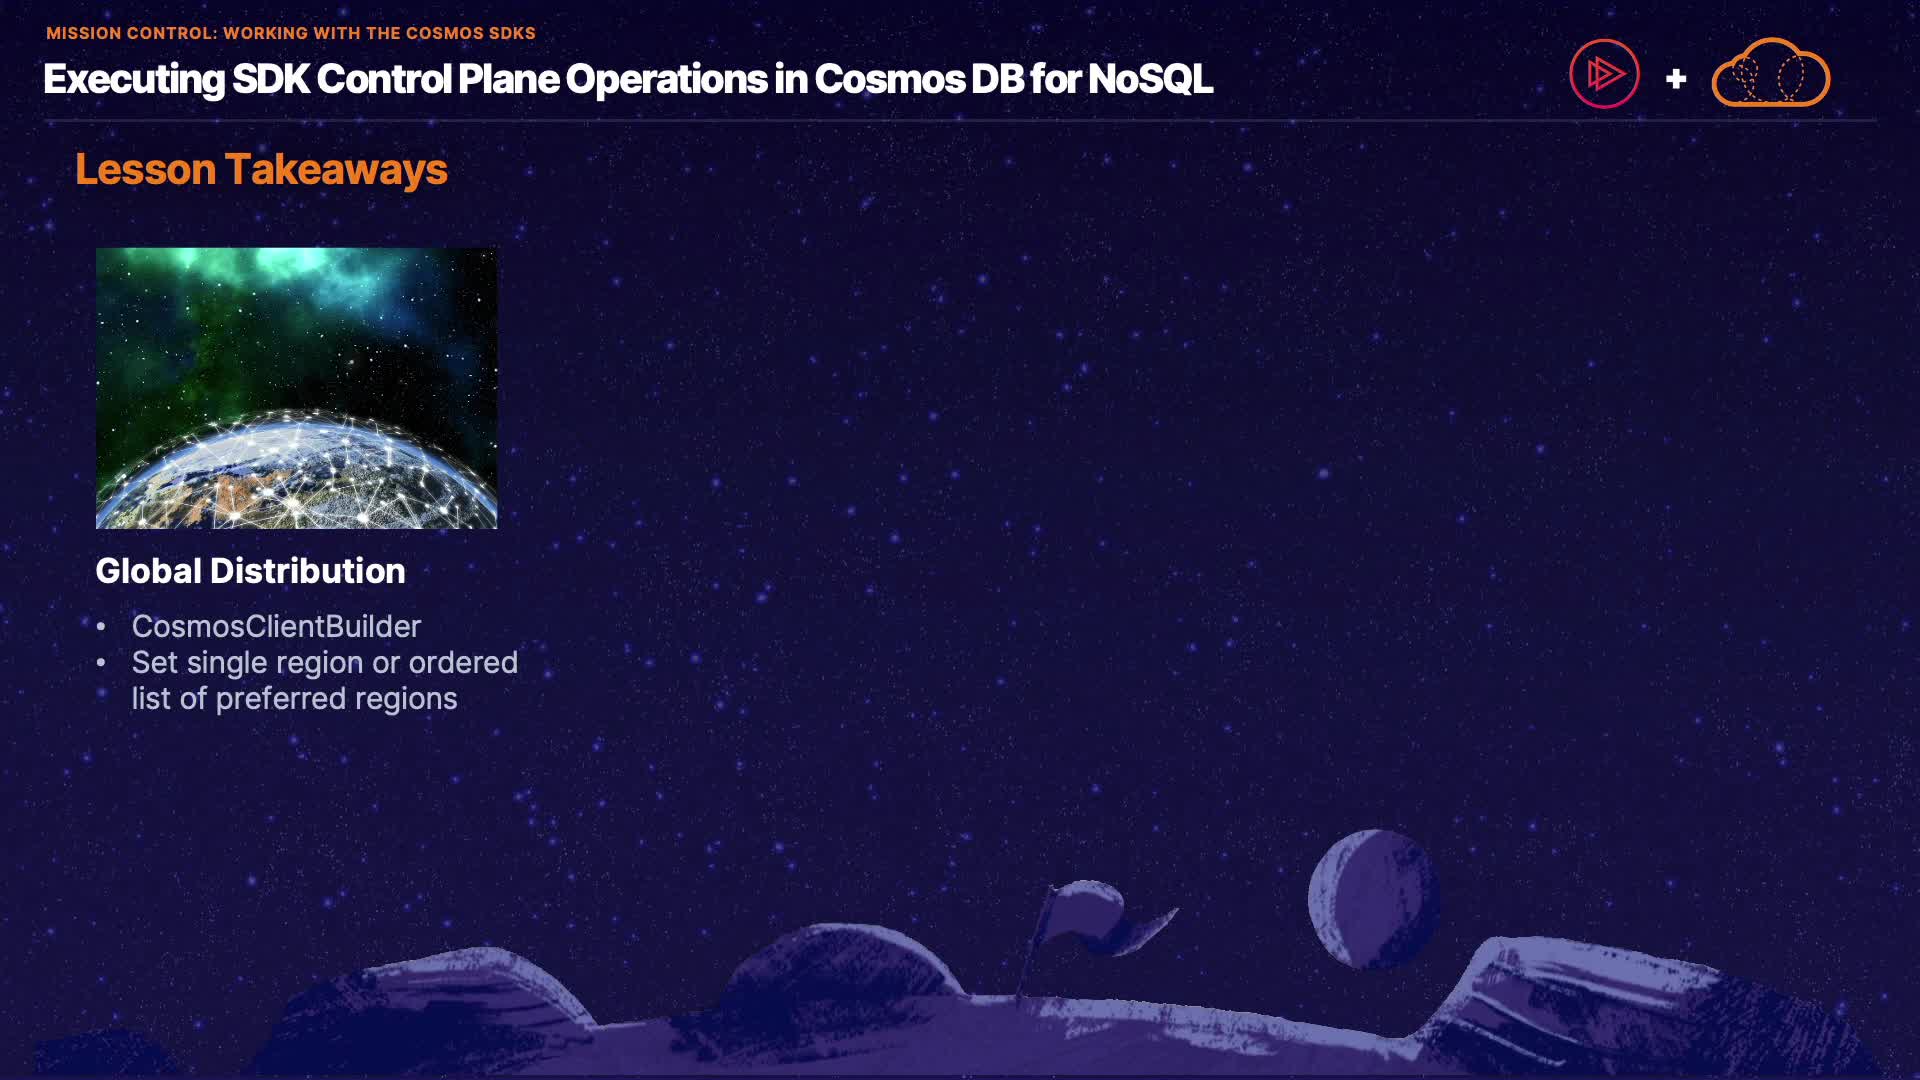 MISSION CONTROL: WORKING WITH THE COSMOS SDKS
Executing SDK Control Plane Operations in Cosmos DB for NoSQL
+
Lesson Takeaways
Global Distribution
• CosmosClientBuilder
• Set single region or ordered
list of preferred regions